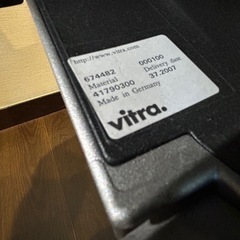 http://www.vitra.com
674482 000100
Material Delivery date
41790300 37.2007
Made in Germany
vitra.